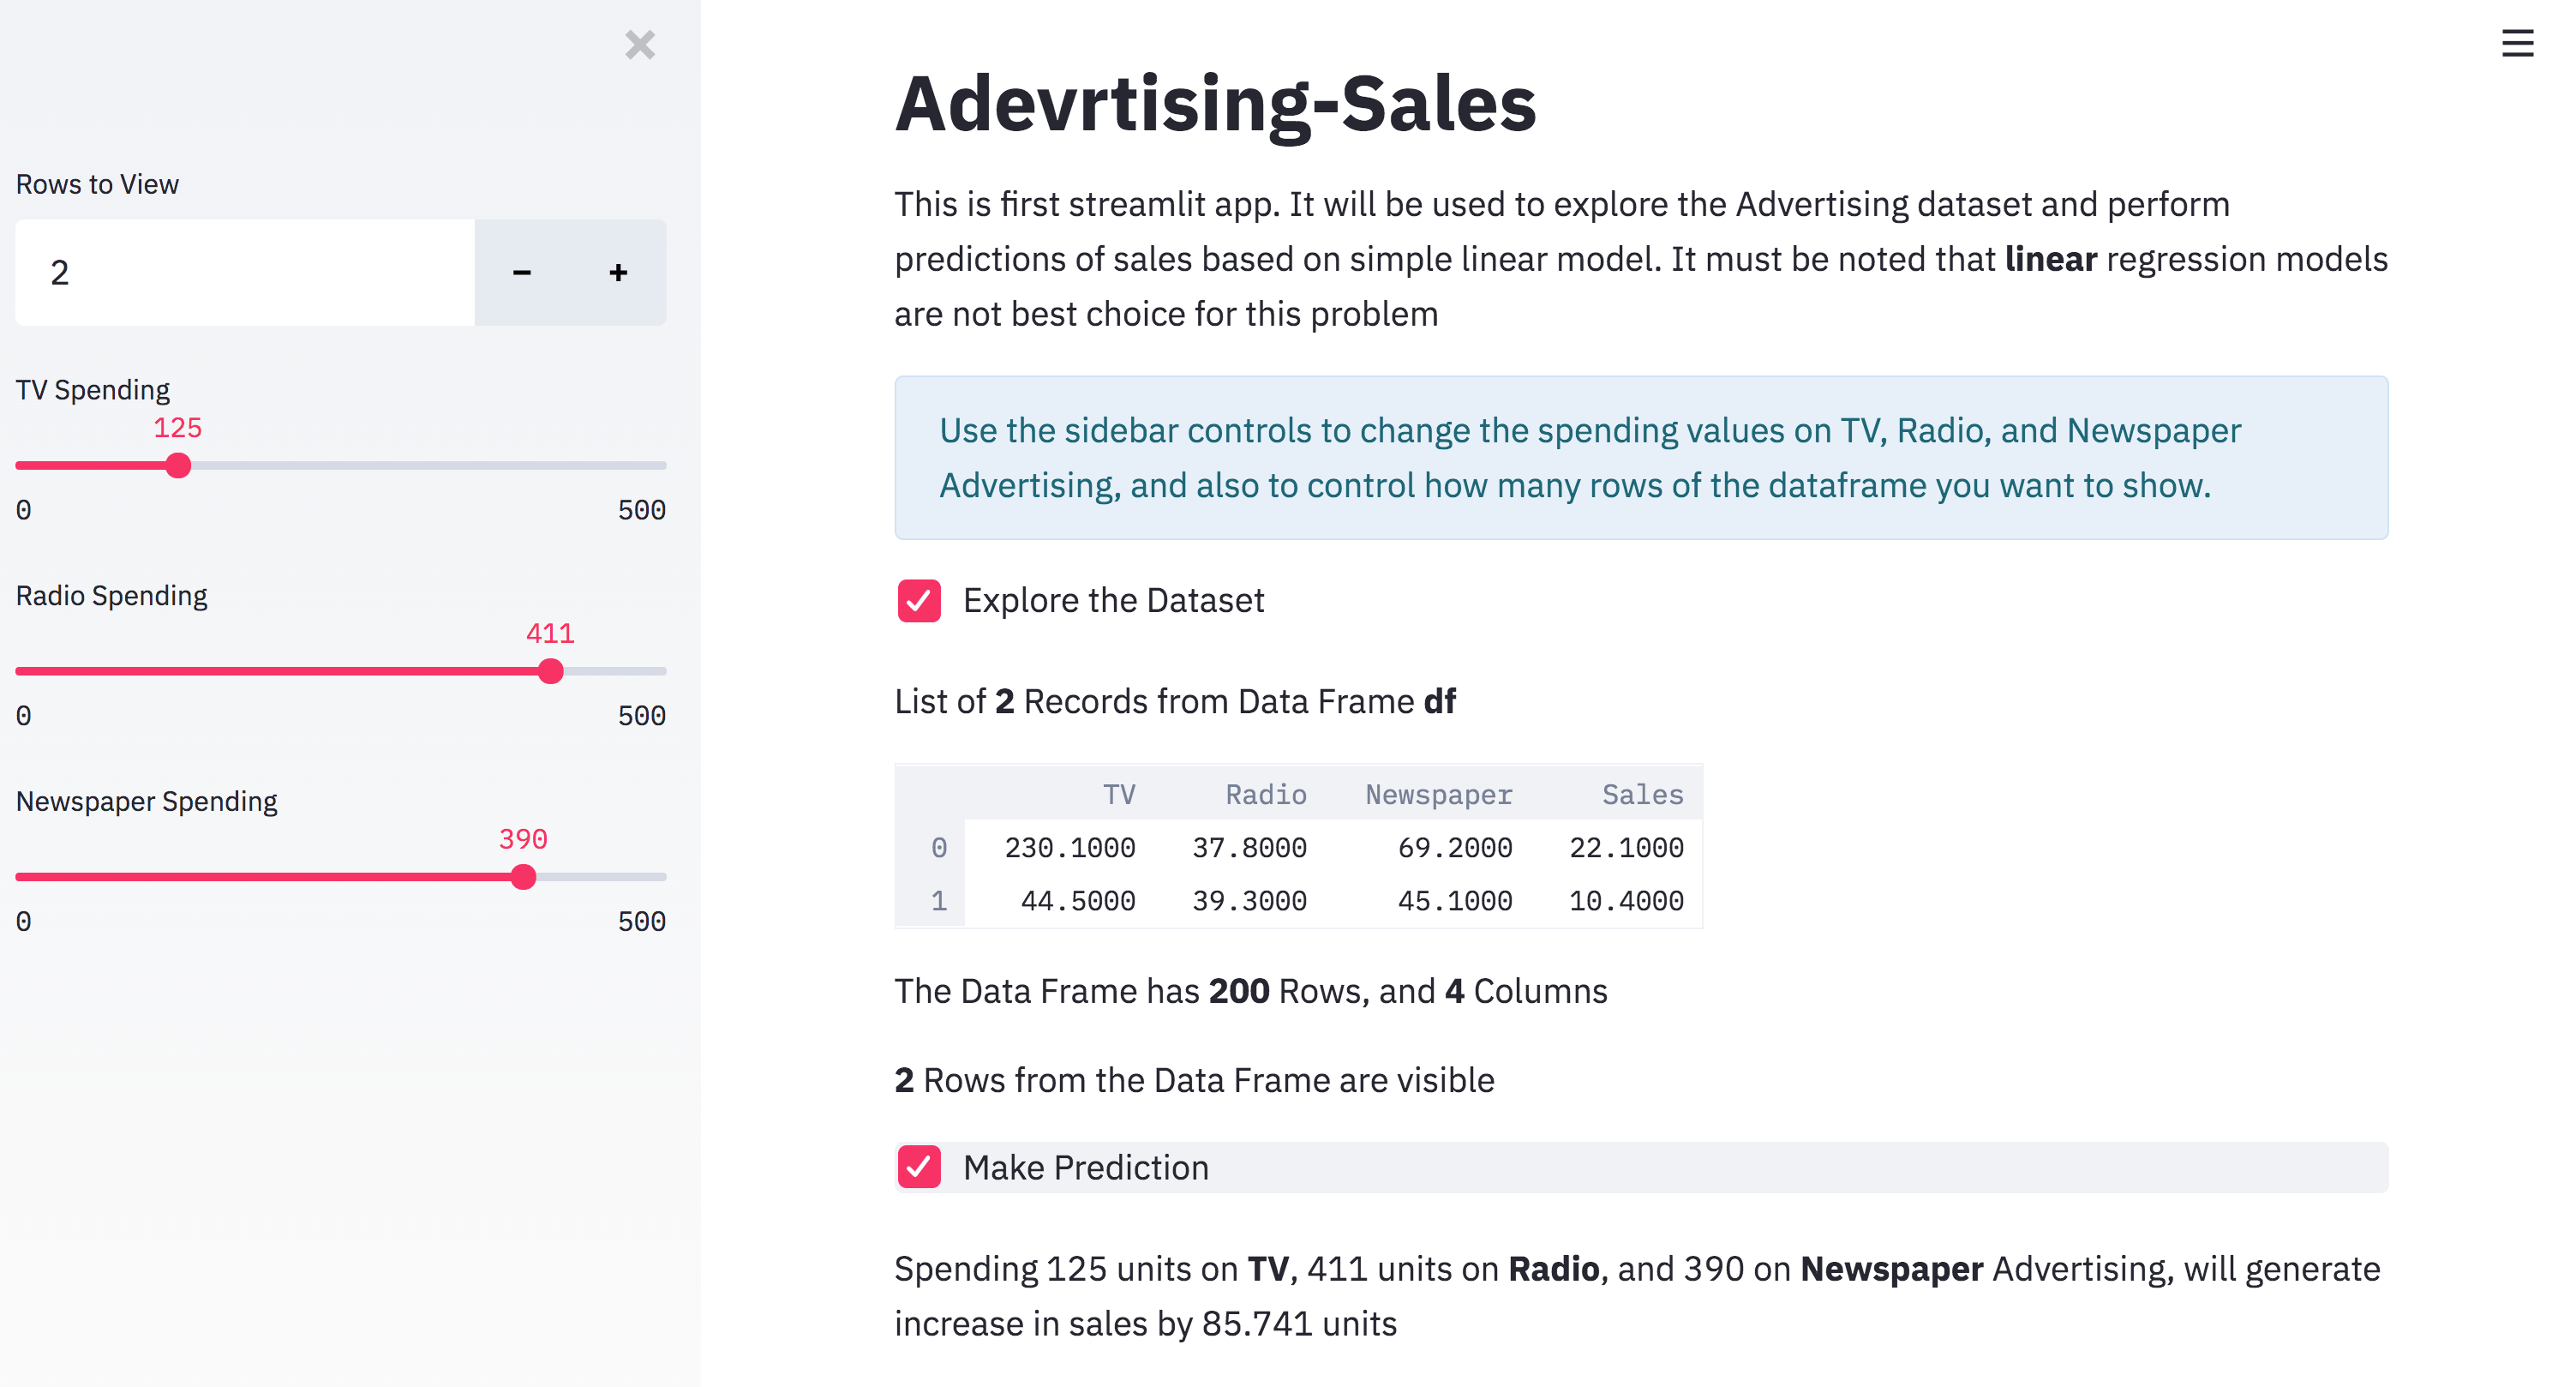 Rows to View
2
TV Spending
125
0 500
Radio Spending
411
0 500
Newspaper Spending
390
0 500
Adevrtising-Sales
This is first streamlit app. It will be used to explore the Advertising dataset and perform
predictions of sales based on simple linear model. It must be noted that linear regression models
are not best choice for this problem
Use the sidebar controls to change the spending values on TV, Radio, and Newspaper
Advertising, and also to control how many rows of the dataframe you want to show.
Explore the Dataset
List of 2 Records from Data Frame df
TV Radio Newspaper Sales
0 230.1000 37.8000 69.2000 22.1000
1 44.5000 39.3000 45.1000 10.4000
The Data Frame has 200 Rows, and 4 Columns
2 Rows from the Data Frame are visible
Make Prediction
Spending 125 units on TV, 411 units on Radio, and 390 on Newspaper Advertising, will generate
increase in sales by 85.741 units